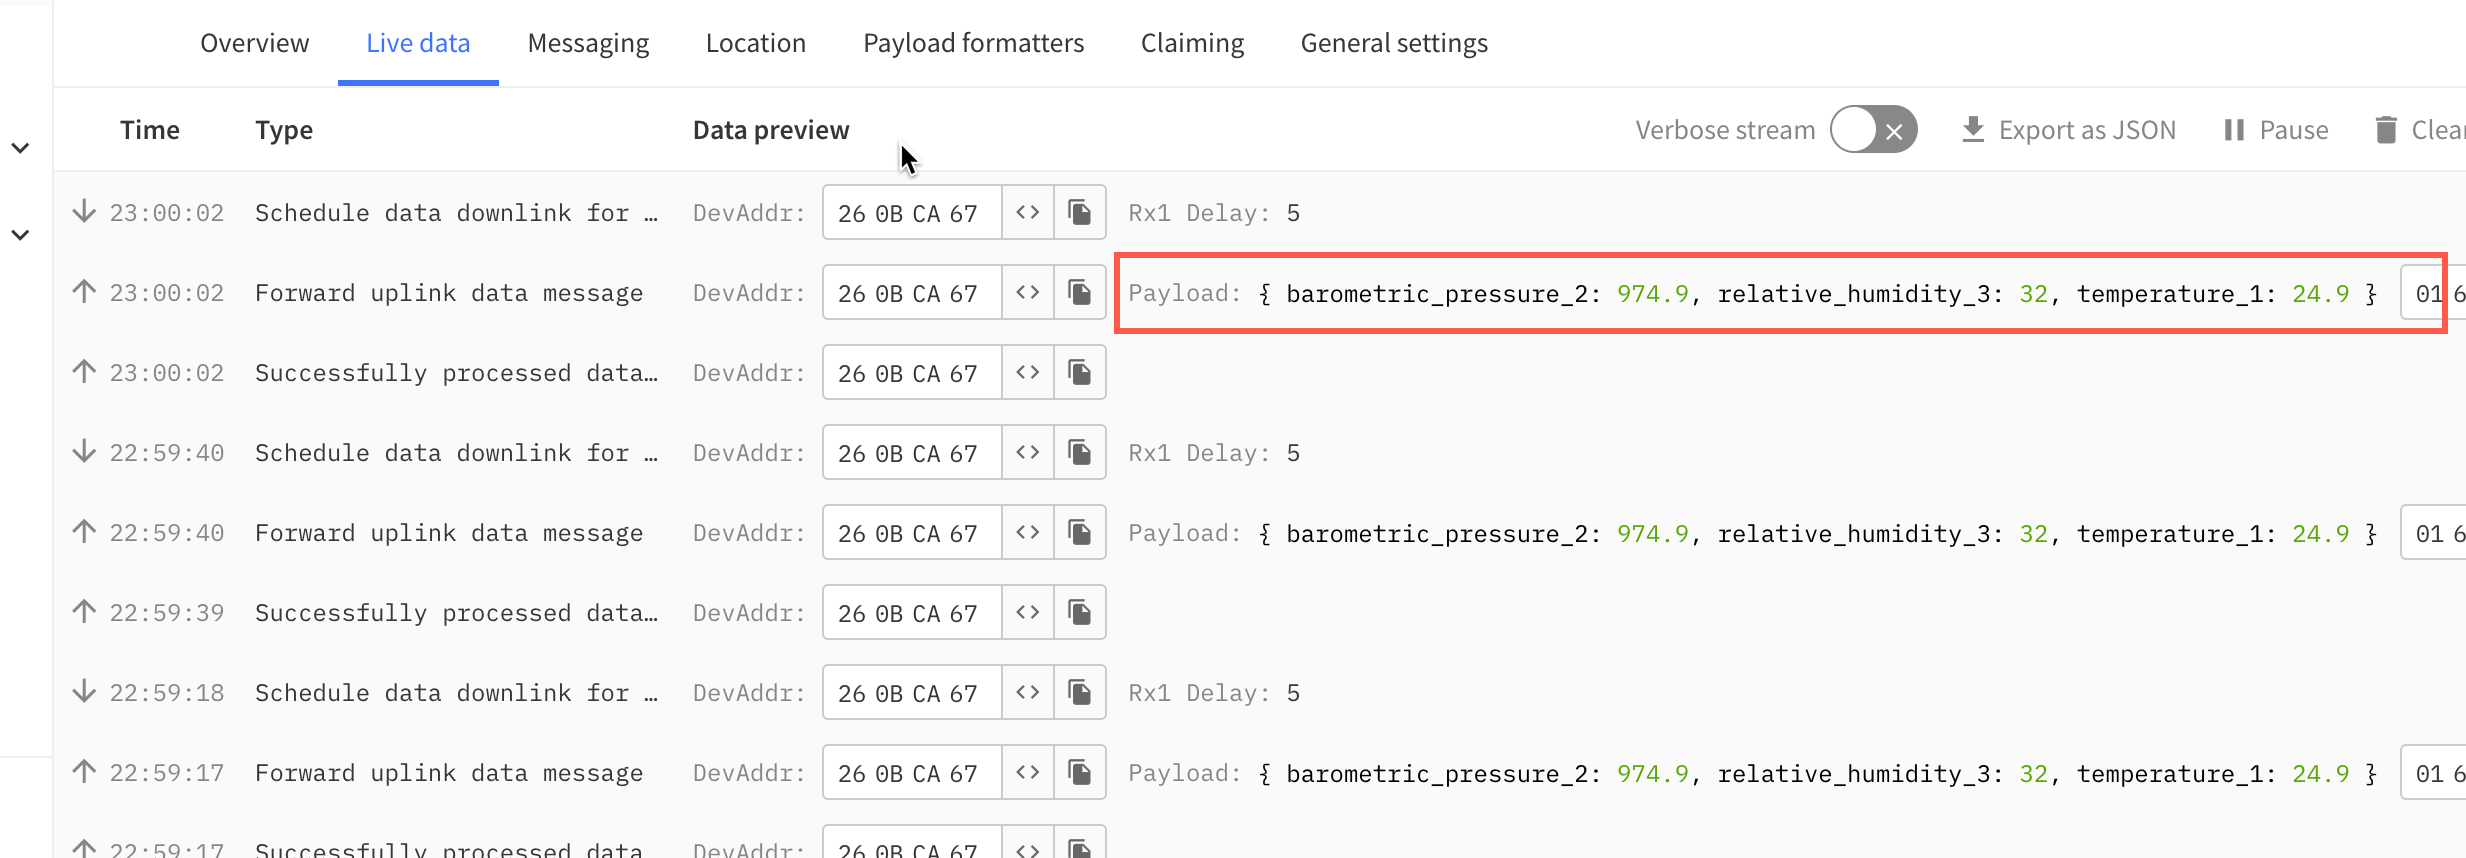 Overview Live data Messaging Location Payload formatters Claiming General settings
Time Type Data preview Verbose stream Export as JSON Pause Clear
23:00:02 Schedule data downlink for … DevAddr: 26 0B CA 67 <> Rx1 Delay: 5
23:00:02 Forward uplink data message DevAddr: 26 0B CA 67 <> Payload: { barometric_pressure_2: 974.9, relative_humidity_3: 32, temperature_1: 24.9 } 01 6
23:00:02 Successfully processed data… DevAddr: 26 0B CA 67 <>
22:59:40 Schedule data downlink for … DevAddr: 26 0B CA 67 <> Rx1 Delay: 5
22:59:40 Forward uplink data message DevAddr: 26 0B CA 67 <> Payload: { barometric_pressure_2: 974.9, relative_humidity_3: 32, temperature_1: 24.9 } 01 6
22:59:39 Successfully processed data… DevAddr: 26 0B CA 67 <>
22:59:18 Schedule data downlink for … DevAddr: 26 0B CA 67 <> Rx1 Delay: 5
22:59:17 Forward uplink data message DevAddr: 26 0B CA 67 <> Payload: { barometric_pressure_2: 974.9, relative_humidity_3: 32, temperature_1: 24.9 } 01 6
22:59:17 Successfully processed data DevAddr: 26 0B CA 67 <>